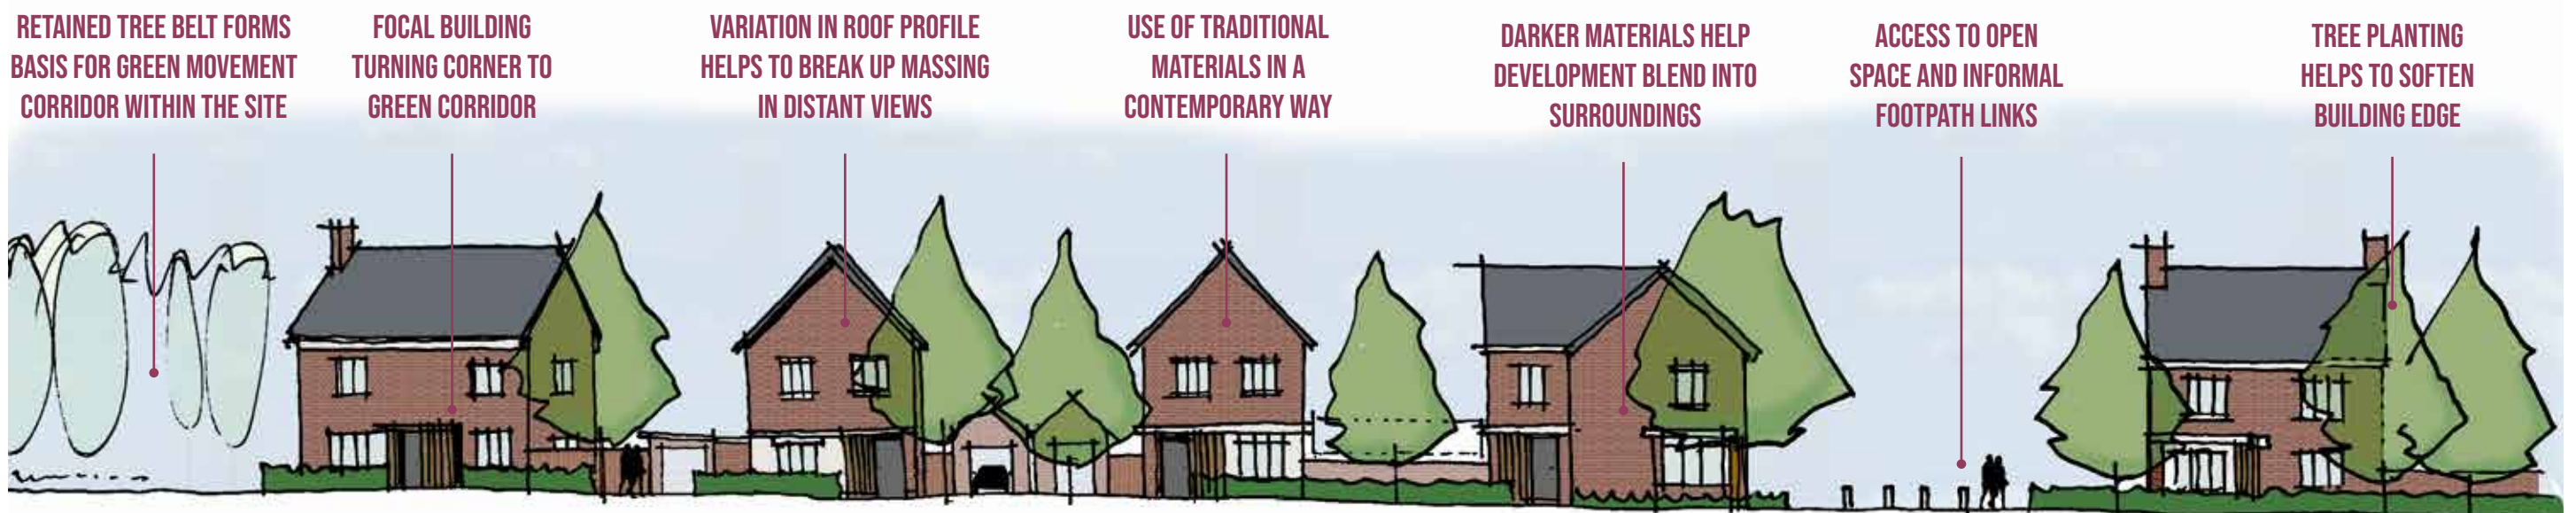 RETAINED TREE BELT FORMS
BASIS FOR GREEN MOVEMENT
CORRIDOR WITHIN THE SITE
FOCAL BUILDING
TURNING CORNER TO
GREEN CORRIDOR
VARIATION IN ROOF PROFILE
HELPS TO BREAK UP MASSING
IN DISTANT VIEWS
USE OF TRADITIONAL
MATERIALS IN A
CONTEMPORARY WAY
DARKER MATERIALS HELP
DEVELOPMENT BLEND INTO
SURROUNDINGS
ACCESS TO OPEN
SPACE AND INFORMAL
FOOTPATH LINKS
TREE PLANTING
HELPS TO SOFTEN
BUILDING EDGE